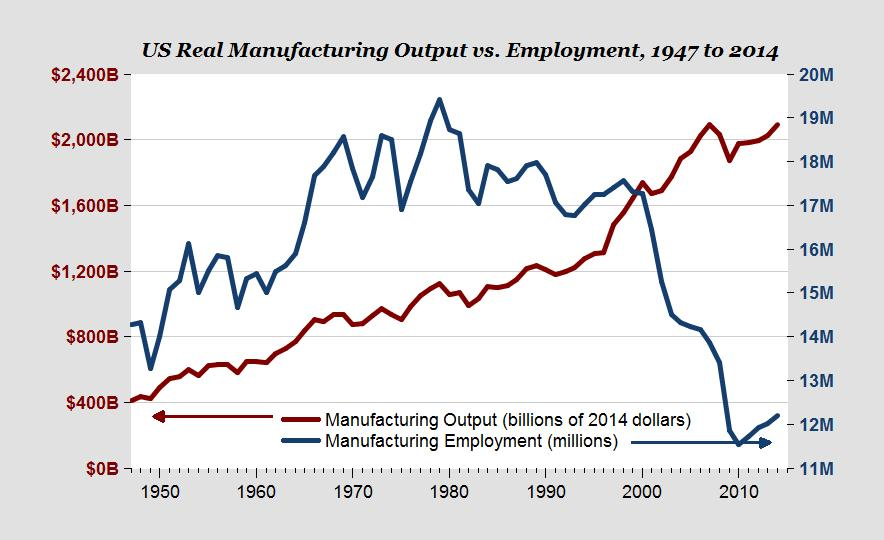 US Real Manufacturing Output vs. Employment, 1947 to 2014
$2,400B
$2,000B
$1,600B
$1,200B
$800B
$400B
$0B
20M
19M
18M
17M
16M
15M
14M
13M
12M
11M
Manufacturing Output (billions of 2014 dollars)
Manufacturing Employment (millions)
1950 1960 1970 1980 1990 2000 2010